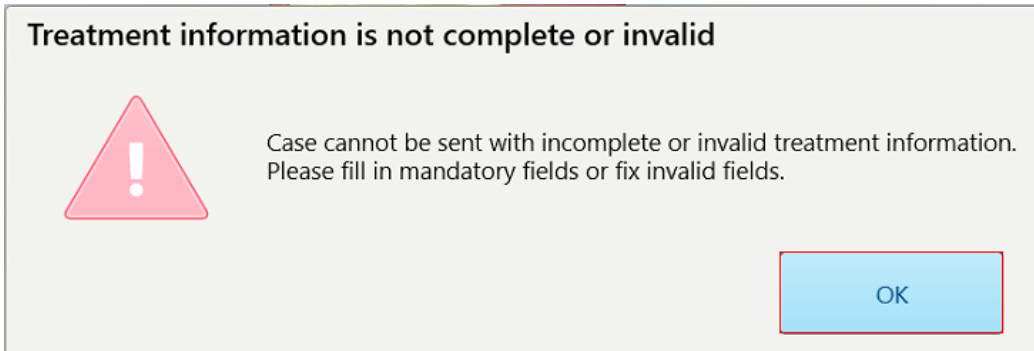 Treatment information is not complete or invalid
Case cannot be sent with incomplete or invalid treatment information.
Please fill in mandatory fields or fix invalid fields.
OK